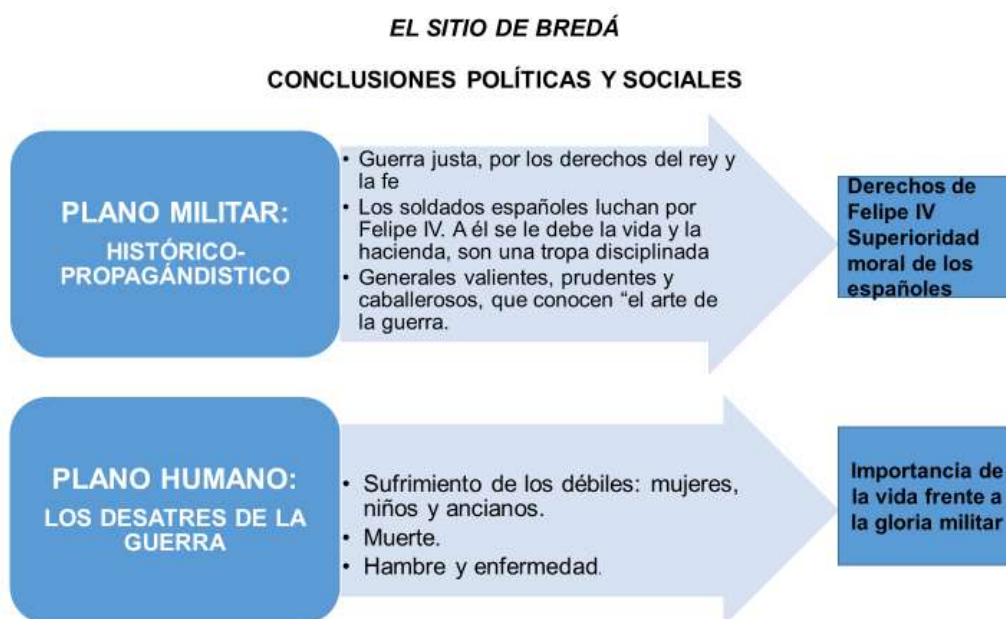 EL SITIO DE BREDÁ
CONCLUSIONES POLÍTICAS Y SOCIALES
PLANO MILITAR:
HISTÓRICO-
PROPAGÁNDISTICO
• Guerra justa, por los derechos del rey y
la fe
• Los soldados españoles luchan por
Felipe IV. A él se le debe la vida y la
hacienda, son una tropa disciplinada
• Generales valientes, prudentes y
caballerosos, que conocen “el arte de
la guerra.
Derechos de
Felipe IV
Superioridad
moral de los
españoles
PLANO HUMANO:
LOS DESATRES DE LA
GUERRA
• Sufrimiento de los débiles: mujeres,
niños y ancianos.
• Muerte.
• Hambre y enfermedad.
Importancia de
la vida frente a
la gloria militar